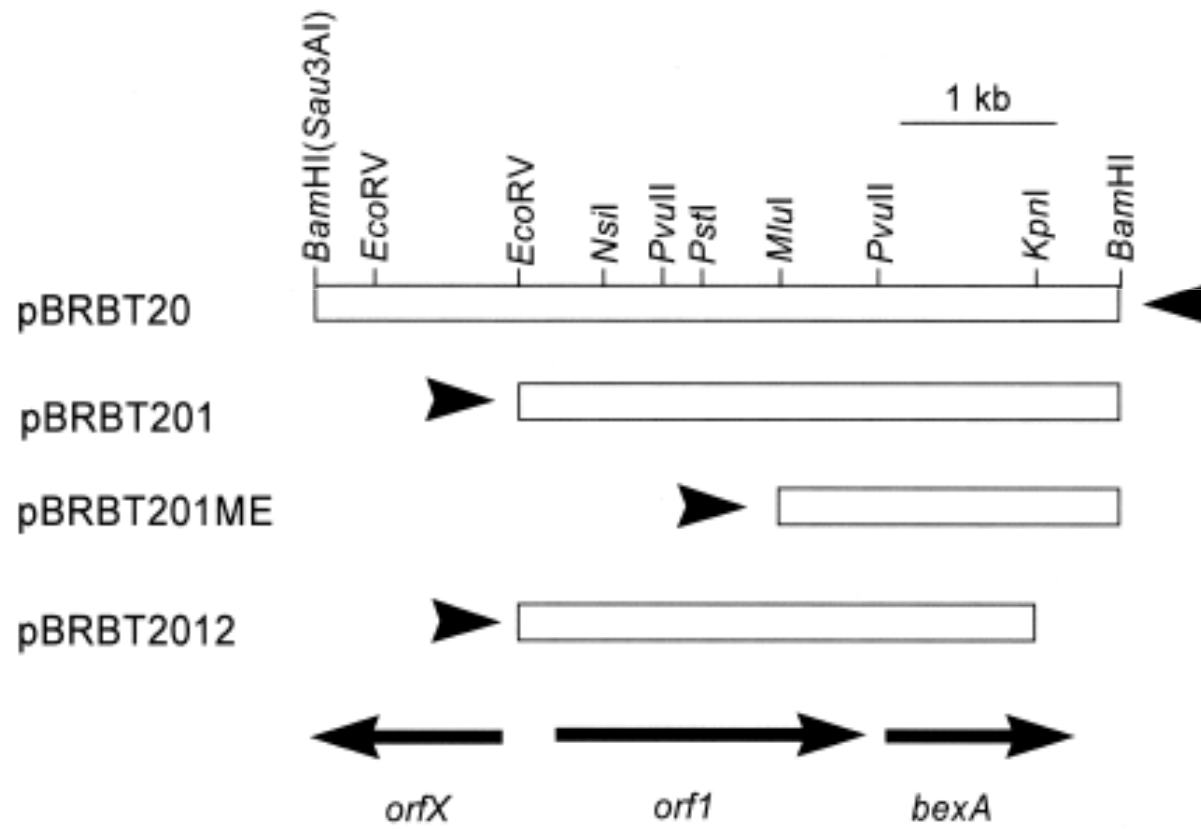 1 kb
BamHI(Sau3AI)
EcoRV
EcoRV
NsiI
PvuII
PstI
MluI
PvuII
KpnI
BamHI
pBRBT20
pBRBT201
pBRBT201ME
pBRBT2012
orfX orf1 bexA